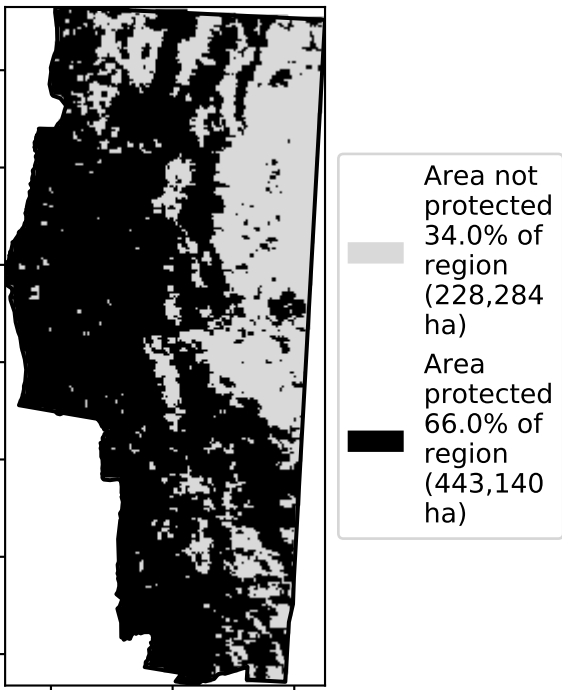 Area not
protected
34.0% of
region
(228,284
ha)
Area
protected
66.0% of
region
(443,140
ha)